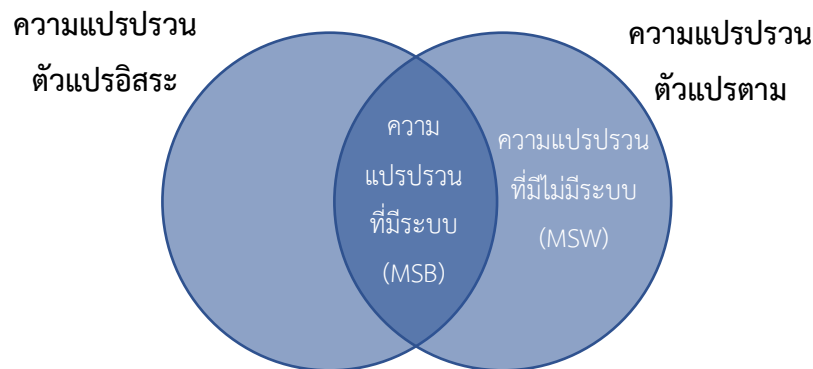 ความแปรปรวน
ตัวแปรอิสระ
ความแปรปรวน
ตัวแปรตาม
ความ
แปรปรวน
ที่มีระบบ
(MSB)
ความแปรปรวน
ที่มีไม่มีระบบ
(MSW)